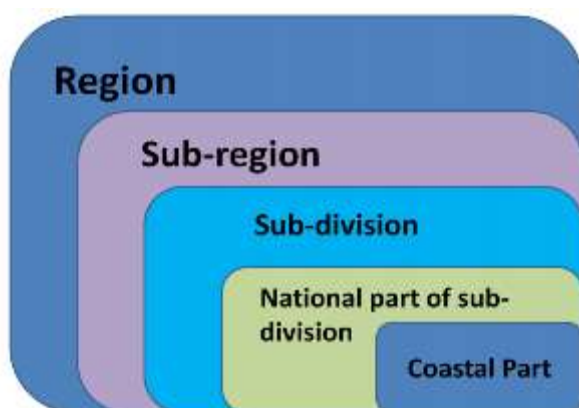 Region
Sub-region
Sub-division
National part of sub-
division
Coastal Part